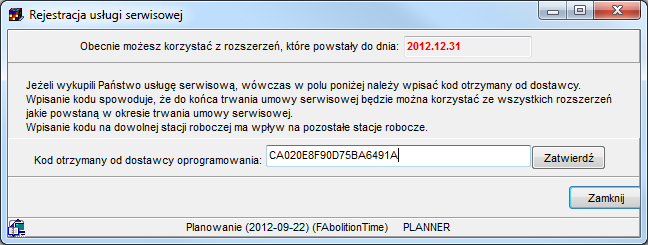 Rejestracja usługi serwisowej
Obecnie możesz korzystać z rozszerzeń, które powstały do dnia: 2012.12.31
Jeżeli wykupili Państwo usługę serwisową, wówczas w polu poniżej należy wpisać kod otrzymany od dostawcy.
Wpisanie kodu spowoduje, że do końca trwania umowy serwisowej będzie można korzystać ze wszystkich rozszerzeń
jakie powstaną w okresie trwania umowy serwisowej.
Wpisanie kodu na dowolnej stacji roboczej ma wpływ na pozostałe stacje robocze.
Kod otrzymany od dostawcy oprogramowania: CA020E8F90D75BA6491A Zatwierdź
Zamknij
Planowanie (2012-09-22) (FAbolitionTime) PLANNER